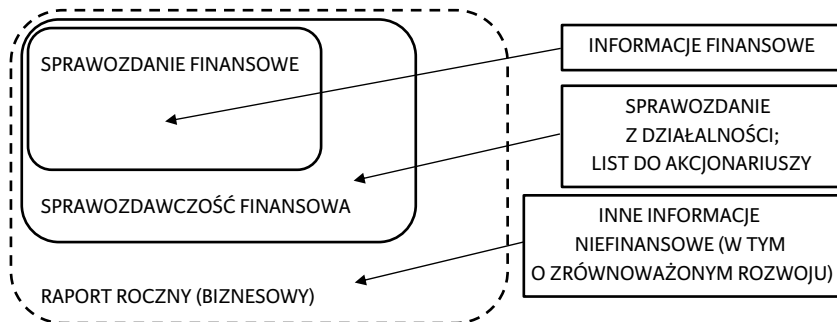 SPRAWOZDANIE FINANSOWE
INFORMACJE FINANSOWE
SPRAWOZDANIE
Z DZIAŁALNOŚCI;
LIST DO AKCJONARIUSZY
SPRAWOZDAWCZOŚĆ FINANSOWA
INNE INFORMACJE
NIEFINANSOWE (W TYM
O ZRÓWNOWAŻONYM ROZWOJU)
RAPORT ROCZNY (BIZNESOWY)